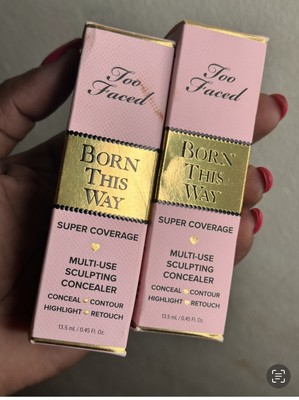 Too
Faced
BORN
THIS
WAY
SUPER COVERAGE
MULTI-USE
SCULPTING
CONCEALER
CONCEAL CONTOUR
HIGHLIGHT RETOUCH
13.5 mL / 0.45 Fl. Oz.
Too
Faced
BORN
THIS
WAY
SUPER COVERAGE
MULTI-USE
SCULPTING
CONCEALER
CONCEAL CONTOUR
HIGHLIGHT RETOUCH
13.5 mL / 0.45 Fl. Oz.